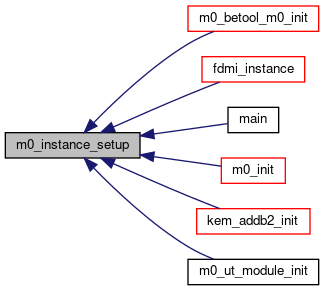 m0_betool_m0_init
fdmi_instance
main
m0_instance_setup
m0_init
kem_addb2_init
m0_ut_module_init